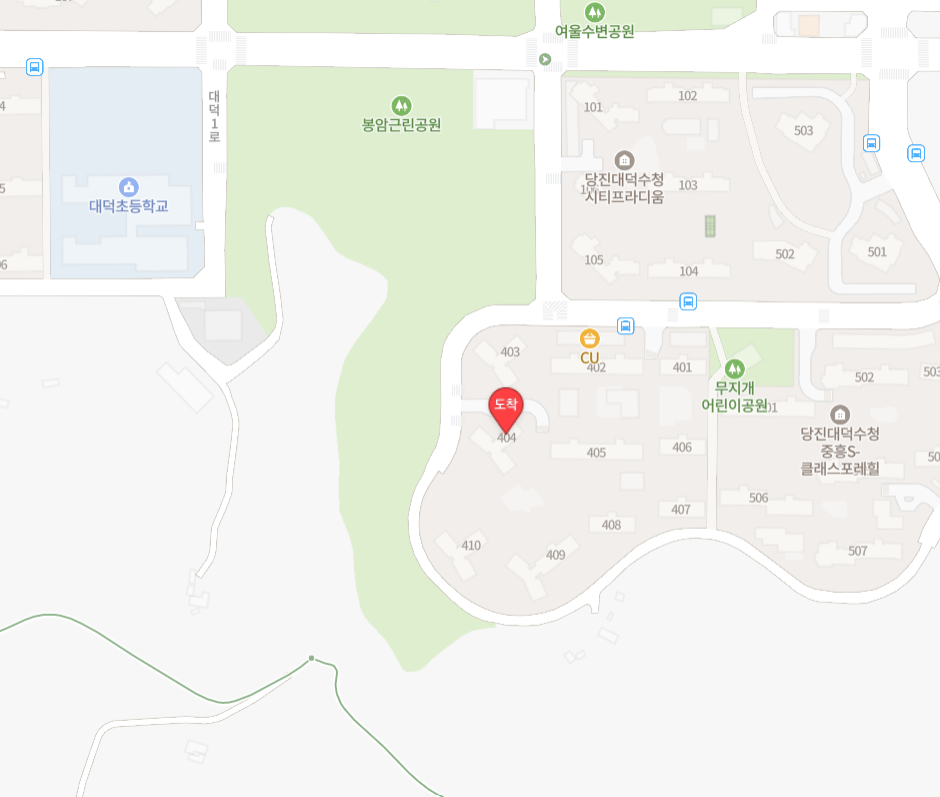 여울수변공원
대
덕
1
로
봉암근린공원
101
102
503
당진대덕수청
시티프라디움
103
대덕초등학교
105
104
502
501
403
CU
402
401
무지개
어린이공원
502
503
도착
404
405
406
당진대덕수청
중흥S-
클래스포레힐
506
407
408
410
409
507